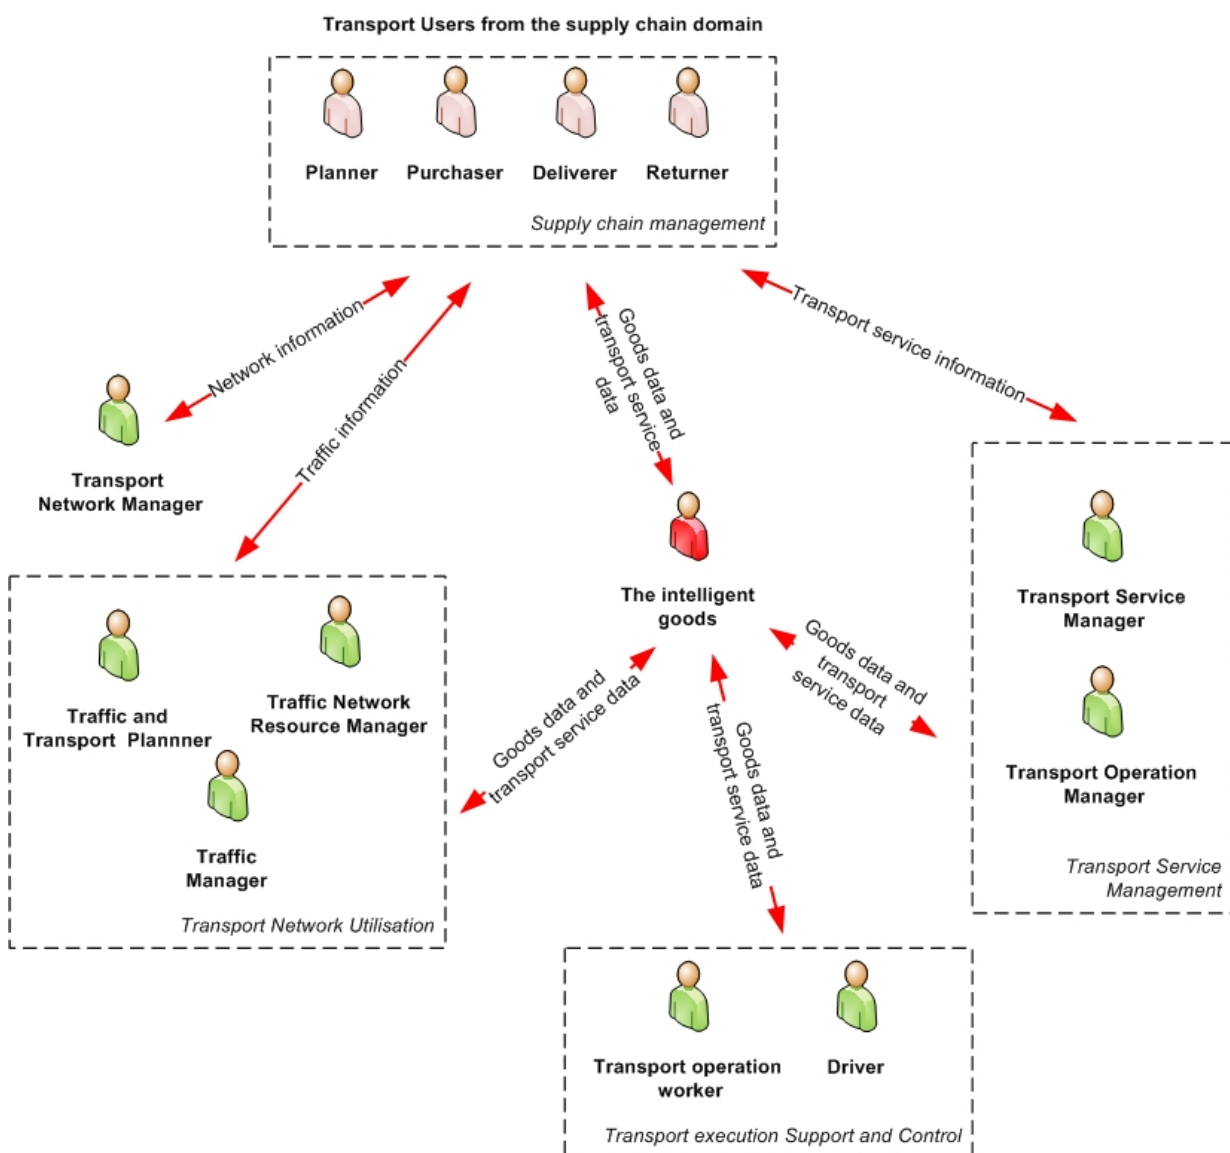 Transport Users from the supply chain domain
Planner
Purchaser
Deliverer
Returner
Supply chain management
Network information
Traffic information
Goods data and
transport service
data
Transport service information
Transport
Network Manager
The intelligent
goods
Transport Service
Manager
Transport Operation
Manager
Transport Service
Management
Traffic and
Transport Plannner
Traffic Network
Resource Manager
Traffic
Manager
Transport Network Utilisation
Goods data and
transport service data
Goods data and
transport service data
Goods data and
transport
service data
Transport operation
worker
Driver
Transport execution Support and Control